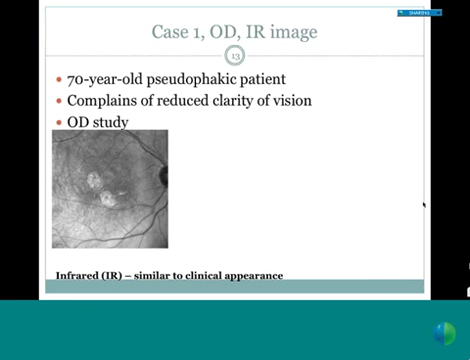 SHARING
Case 1, OD, IR image
13
70-year-old pseudophakic patient
Complains of reduced clarity of vision
OD study
Infrared (IR) – similar to clinical appearance